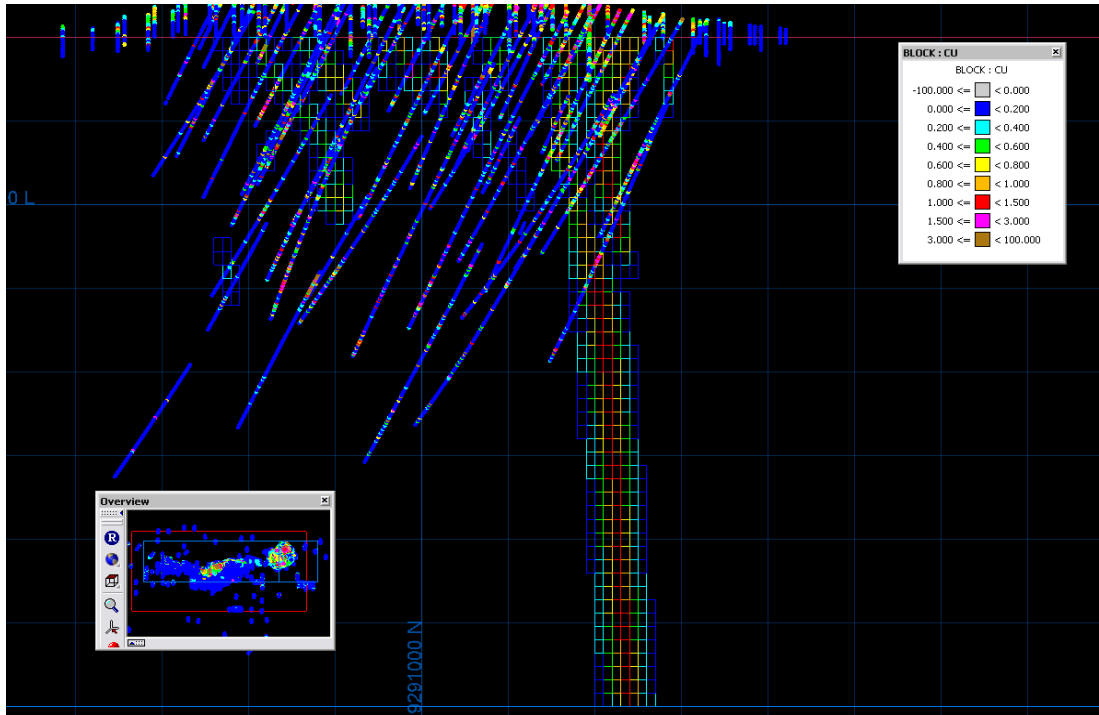 BLOCK : CU
BLOCK : CU
-100.000 <= < 0.000
0.000 <= < 0.200
0.200 <= < 0.400
0.400 <= < 0.600
0.600 <= < 0.800
0.800 <= < 1.000
1.000 <= < 1.500
1.500 <= < 3.000
3.000 <= < 100.000
0 L
Overview
R
9291000 N